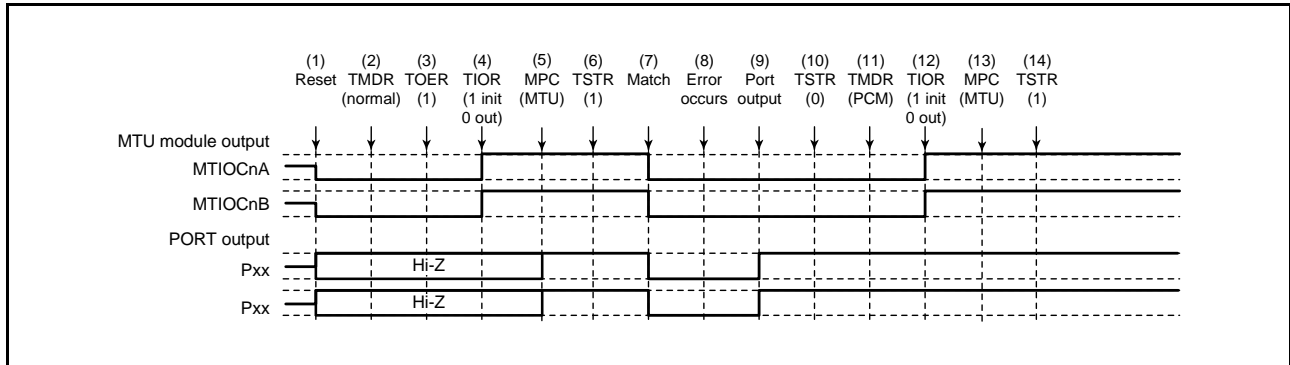 (1) (2) (3) (4) (5) (6) (7) (8) (9) (10) (11) (12) (13) (14)
Reset TMDR TOER TIOR MPC TSTR Match Error Port TSTR TMDR TIOR MPC TSTR
(normal) (1) (1 init (MTU) (1) occurs output (0) (PCM) (1 init (MTU) (1)
0 out) 0 out)
MTU module output
MTIOCnA
MTIOCnB
PORT output
Pxx Hi-Z
Pxx Hi-Z